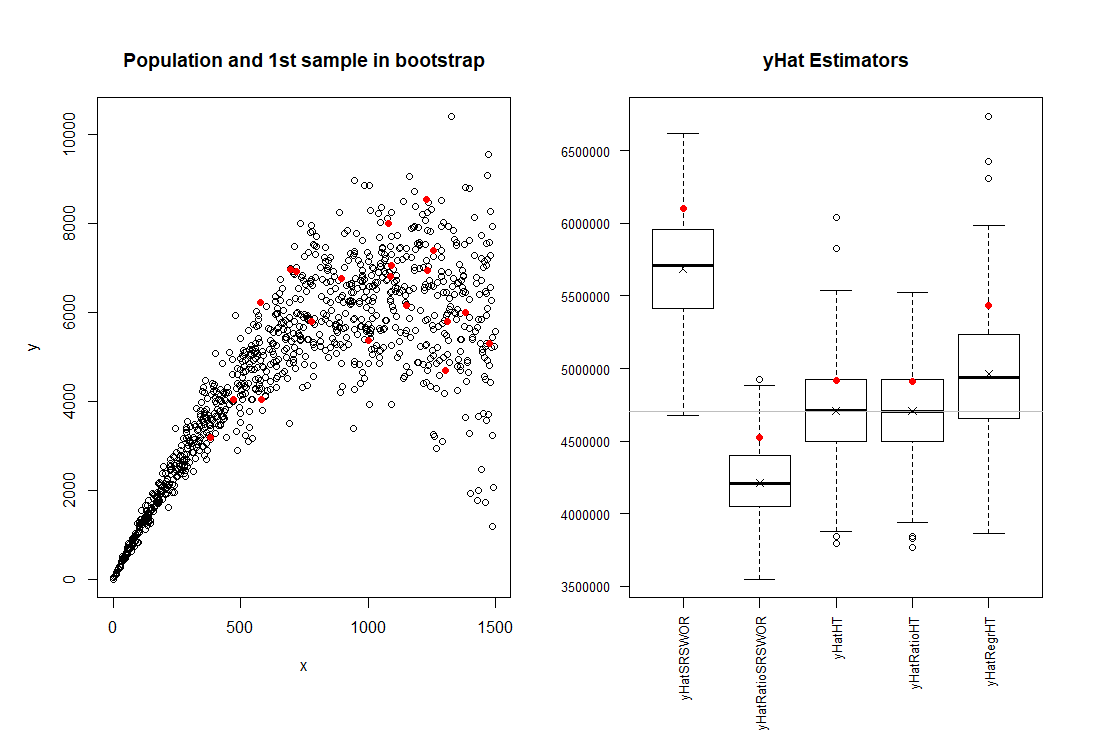 Population and 1st sample in bootstrap
y
10000
8000
6000
4000
2000
0
0
500
1000
1500
x
yHat Estimators
6500000
6000000
5500000
5000000
4500000
4000000
3500000
yHatSRSWOR
yHatRatioSRSWOR
yHatHT
yHatRatioHT
yHatRegrHT